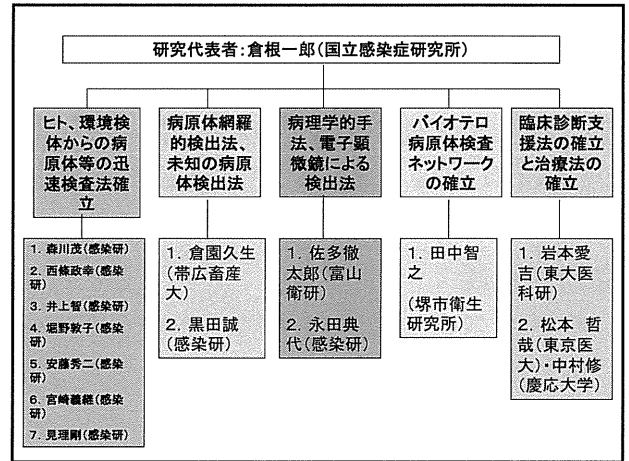 研究代表者：倉根一郎（国立感染症研究所）
ヒト、環境検
体からの病
原体等の迅
速検査法確
立
病原体網羅
的検出法、
未知の病原
体検出法
病理学的手
法、電子顕
微鏡による
検出法
バイオテロ
病原体検査
ネットワーク
の確立
臨床診断支
援法の確立
と治療法の
確立
1. 森川茂（感染研）
2. 西條政幸（感染
研）
3. 井上智（感染研）
4. 堀野敦子（感染
研）
5. 安藤秀二（感染
研）
6. 宮崎義継（感染
研）
7. 見理剛（感染研）
1. 倉園久生
（帯広畜産
大）
2. 黒田誠
（感染研）
1. 佐多徹
太郎（富山
衛研）
2. 永田典
代（感染研）
1. 田中智
之
（堺市衛生
研究所）
1. 岩本愛
吉（東大医
科研）
2. 松本 哲
哉（東京医
大）・中村修
（慶応大学）